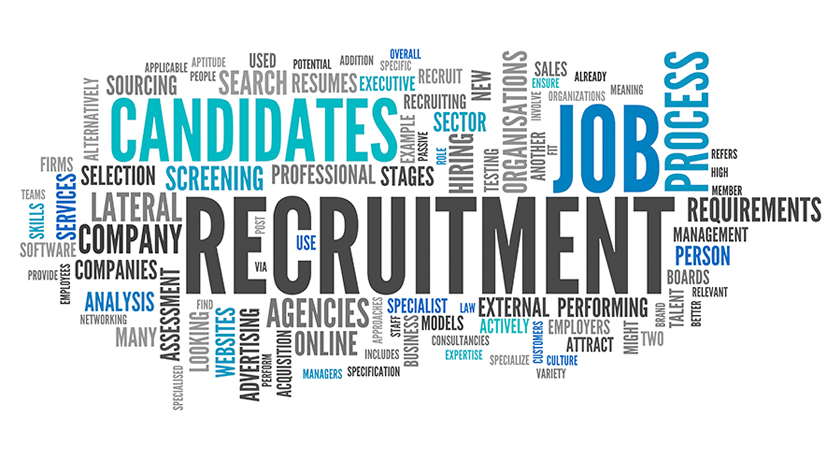 OVERALL
APPLICABLE
APTITUDE
USED
POTENTIAL
ADDITION
SPECIFIC
PEOPLE
SOURCING
SEARCH
RESUMES
EXECUTIVE
RECRUIT
NEW
ORGANISATIONS
SALES
ALREADY
ENSURE
MEANING
ORGANIZATIONS
INVOLVE
PROCESS
ALTERNATIVELY
CANDIDATES
RECRUITING
EXAMPLE
SECTOR
PASSIVE
ROLE
HIRING
TESTING
ANOTHER
FIT
JOB
REFERS
HIGH
MEMBER
FIRMS
SELECTION
SCREENING
PROFESSIONAL
STAGES
TEAMS
SKILLS
SERVICES
LATERAL
RECRUITMENT
POST
USE
VIA
REQUIREMENTS
MANAGEMENT
SOFTWARE
COMPANY
PERSON
PROVIDE
EMPLOYEES
COMPANIES
BOARDS
RELEVANT
ANALYSIS
ASSESSMENT
FIND
AGENCIES
APPROACHES
SPECIALIST
LAW
EXTERNAL
PERFORMING
TALENT
BETTER
BRAND
NETWORKING
MANY
LOOKING
WEBSITES
ADVERTISING
PERFORM
ACQUISITION
ONLINE
STAFF
BUSINESS
MODELS
ACTIVELY
EMPLOYERS
MIGHT
TWO
CONSULTANCIES
CUSTOMERS
ATTRACT
INCLUDES
EXPERTISE
SPECIALIZE
CULTURE
SPECIALISED
MANAGERS
SPECIFICATION
VARIETY